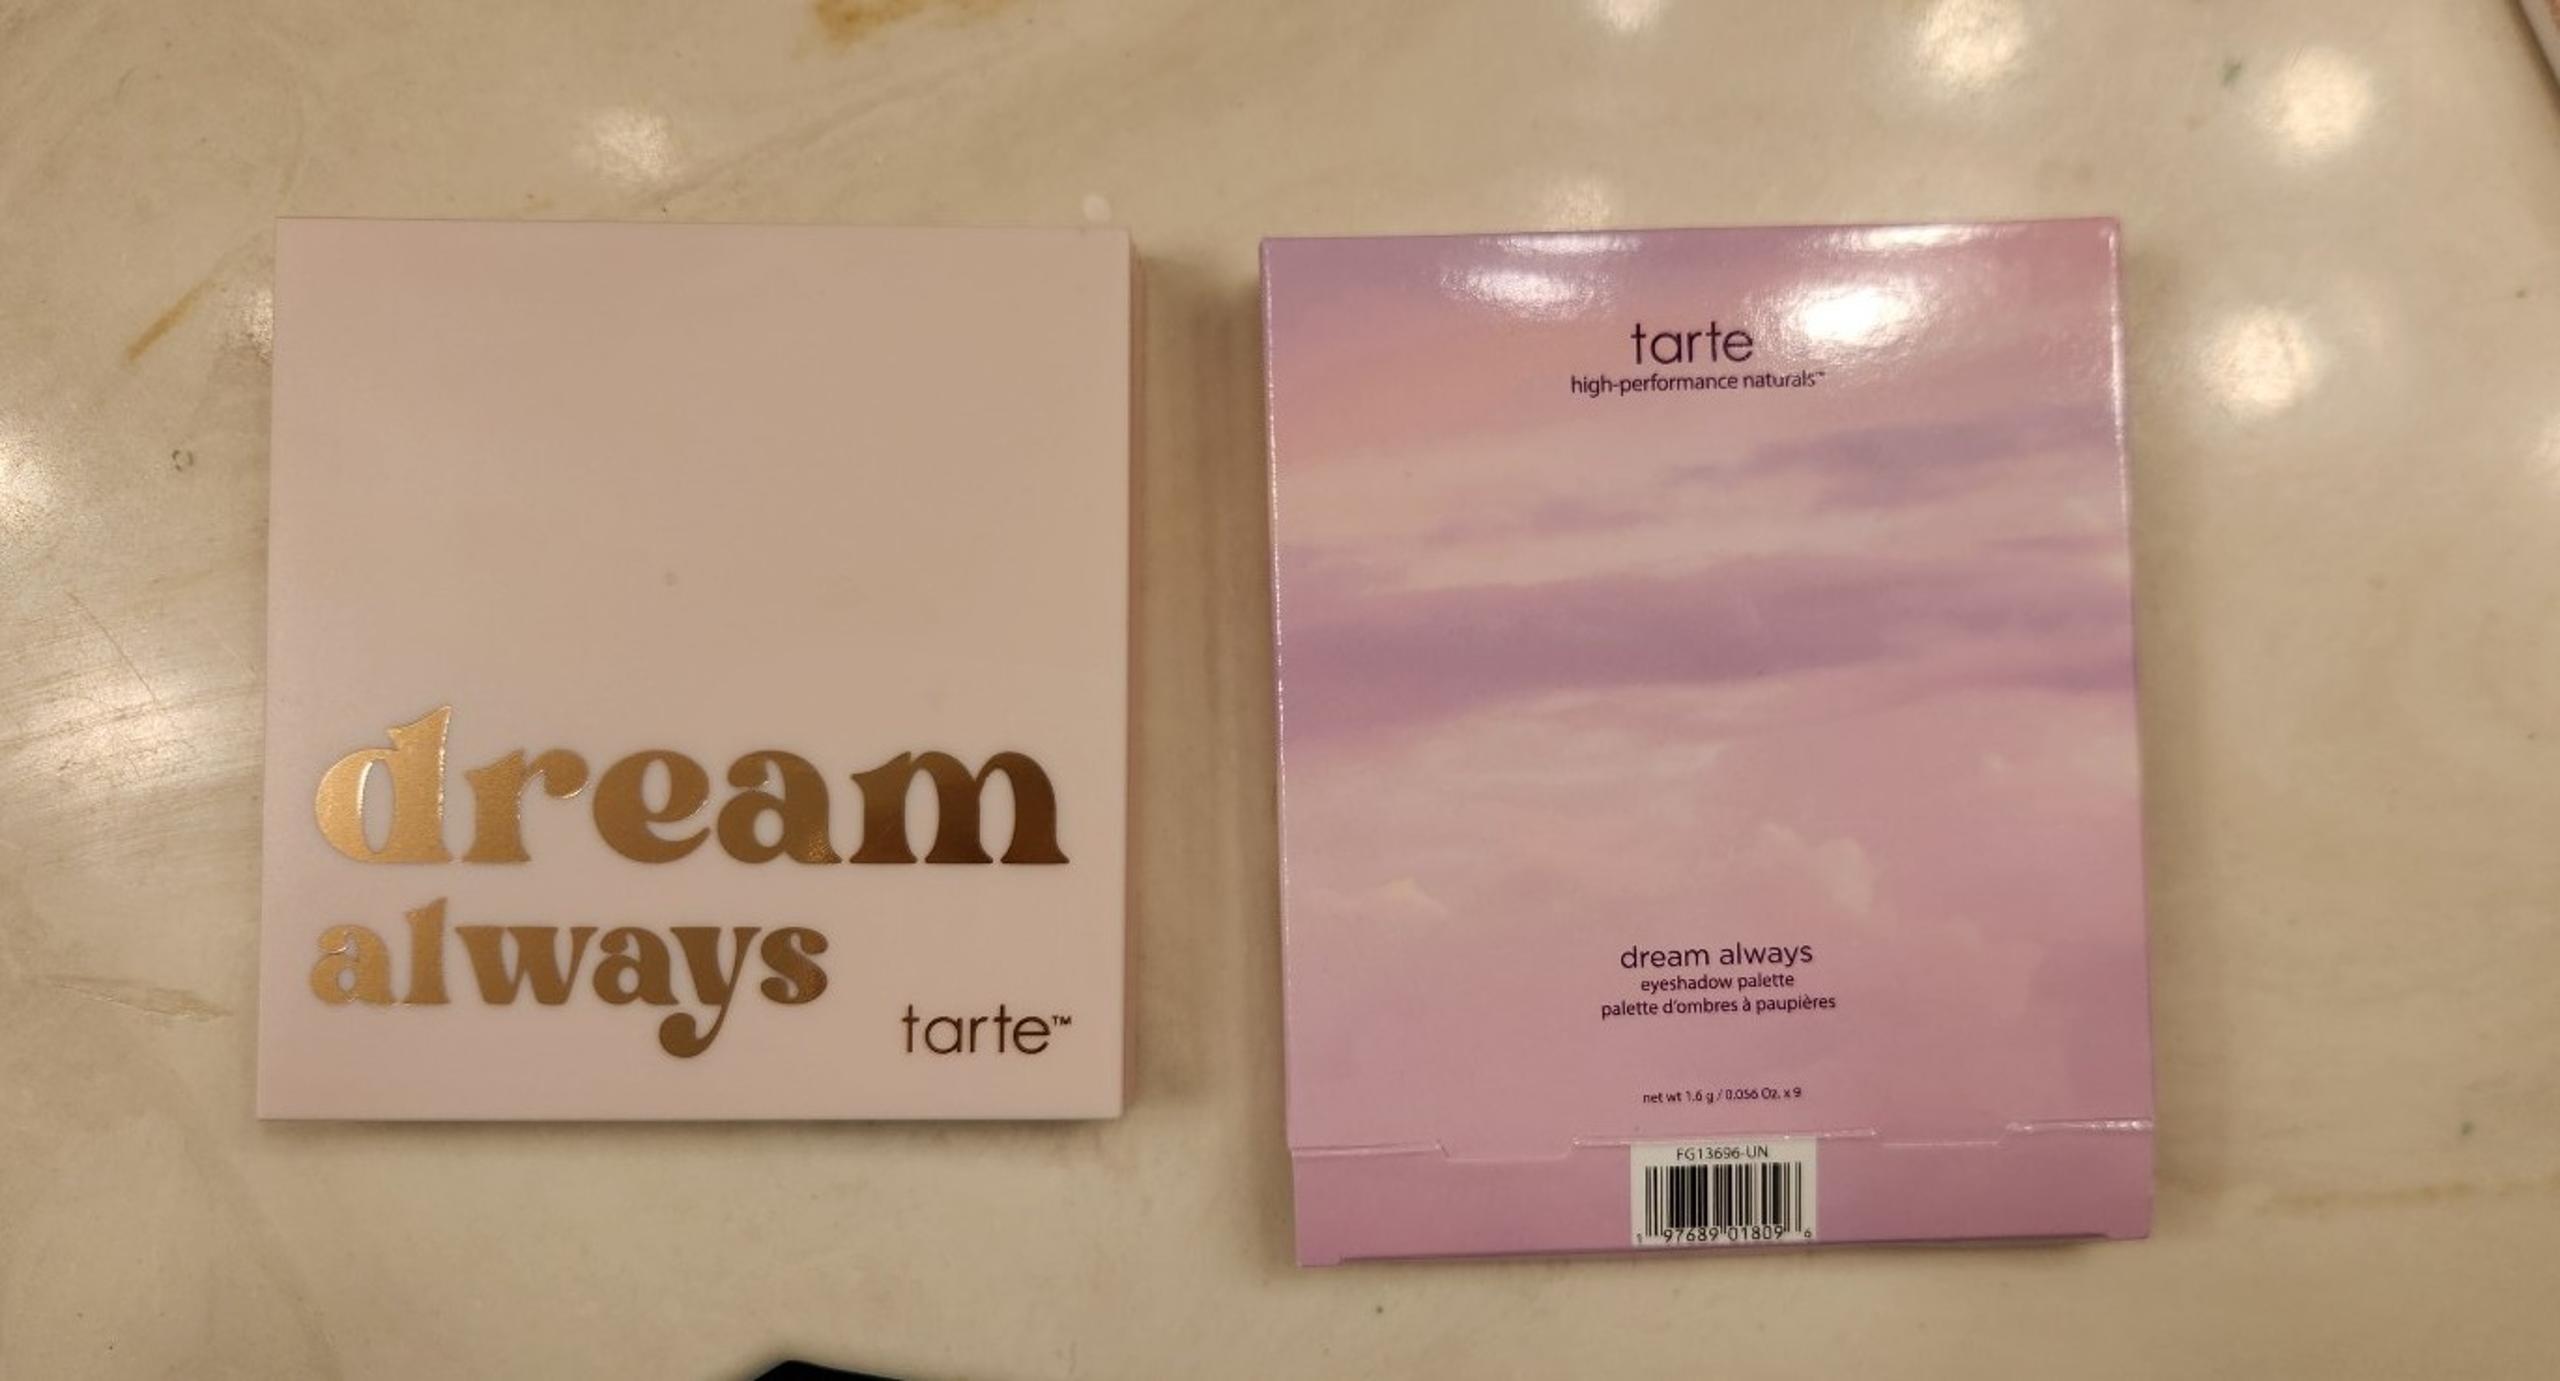 dream
always
tarte™
tarte
high-performance naturals™
dream always
eyeshadow palette
palette d'ombres à paupières
net wt 1.6 g / 0.056 Oz. x 9
FG13696-UN
1 97689 01809 6